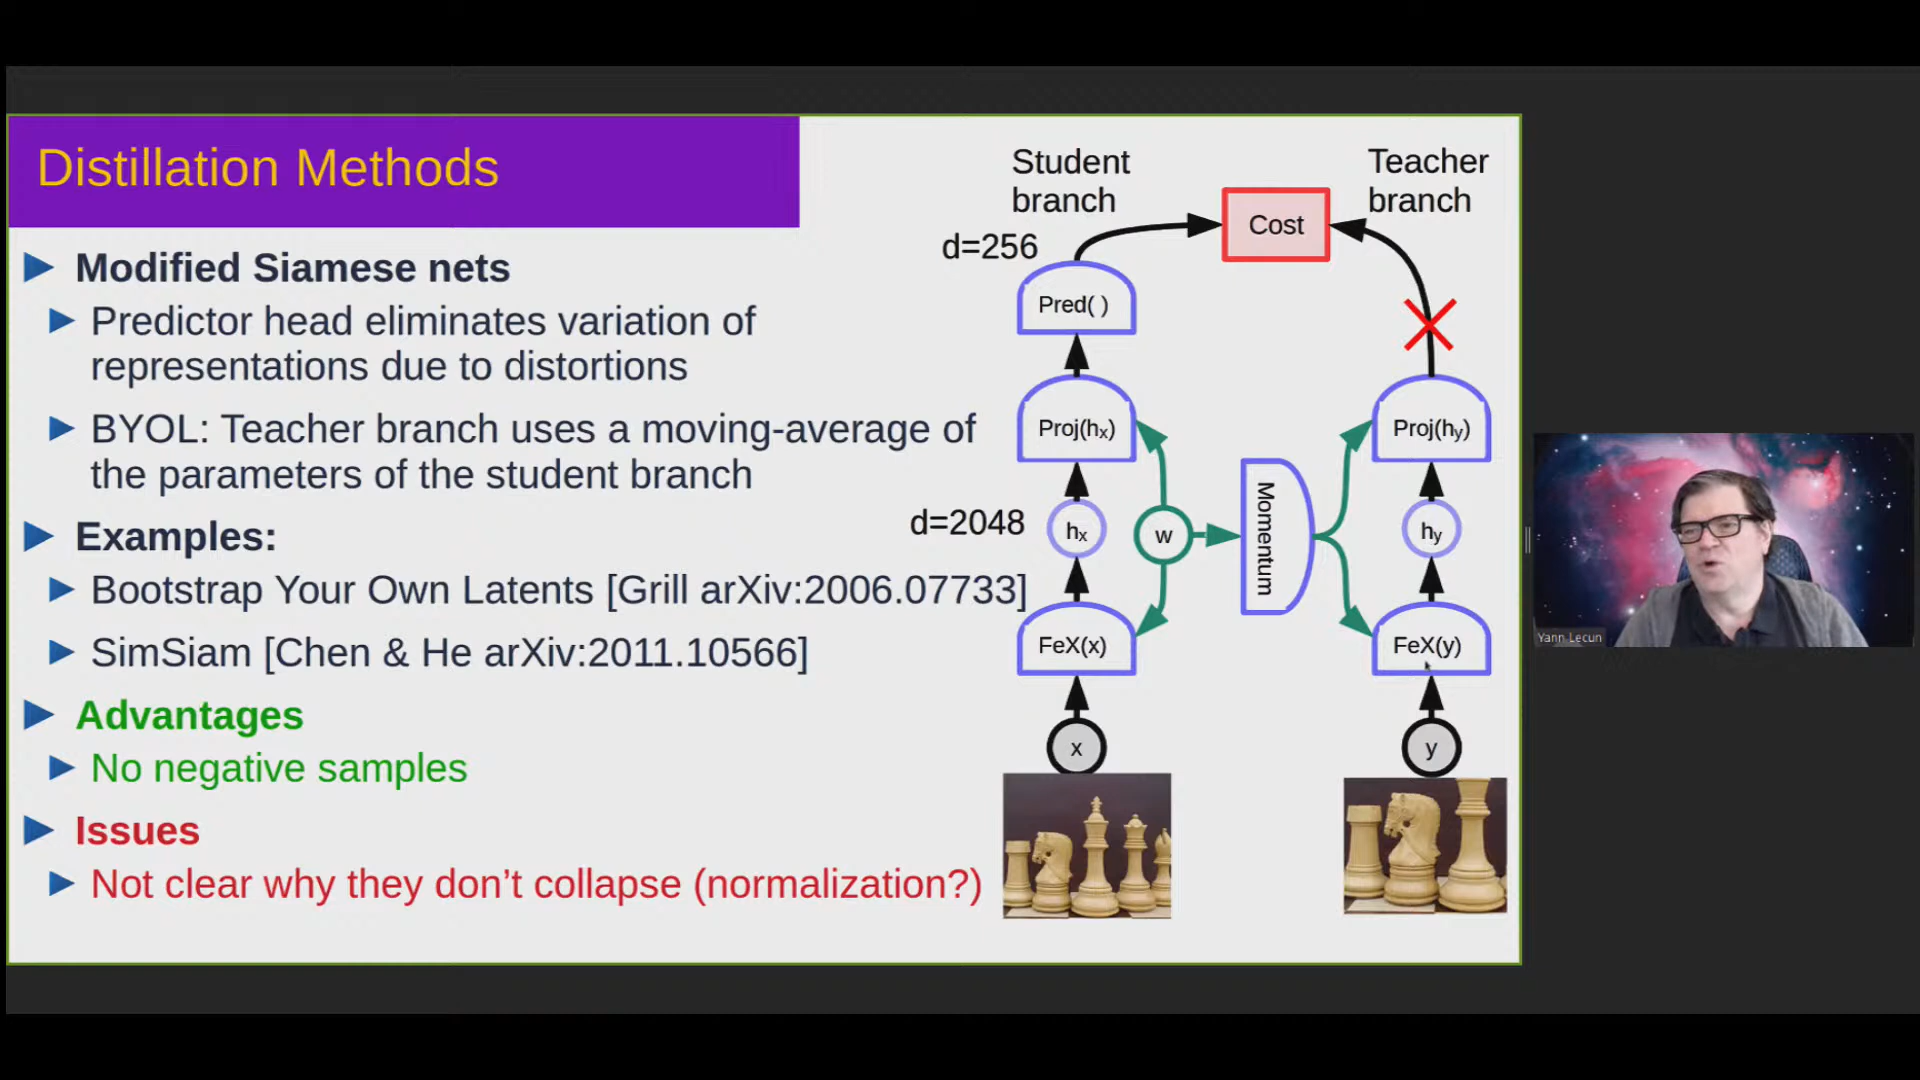 Distillation Methods
Modified Siamese nets
Predictor head eliminates variation of
representations due to distortions
BYOL: Teacher branch uses a moving-average of
the parameters of the student branch
Examples:
Bootstrap Your Own Latents [Grill arXiv:2006.07733]
SimSiam [Chen & He arXiv:2011.10566]
Advantages
No negative samples
Issues
Not clear why they don't collapse (normalization?)
Student
branch
Teacher
branch
Cost
d=256
Pred( )
Proj(hx)
Proj(hy)
d=2048
hx
w
Momentum
hy
FeX(x)
FeX(y)
x
y
Yann Lecun